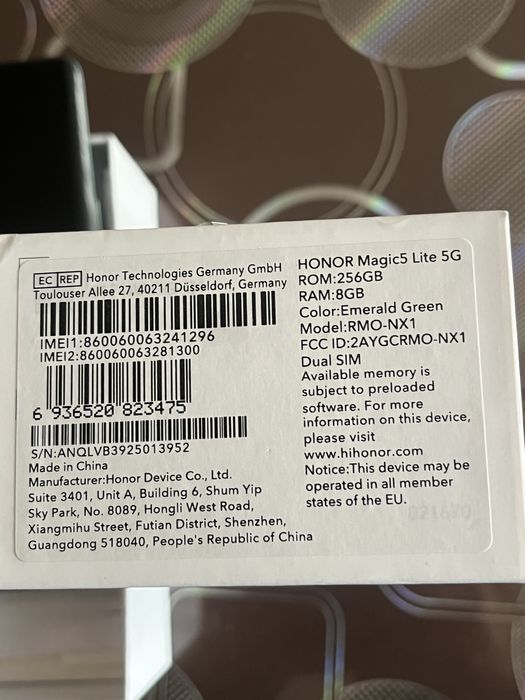 EC REP Honor Technologies Germany GmbH
Toulouser Allee 27, 40211 Düsseldorf, Germany
IMEI1:860060063241296
IMEI2:860060063281300
6 936520 823475
S/N:ANQLVB3925013952
Made in China
Manufacturer:Honor Device Co., Ltd.
Suite 3401, Unit A, Building 6, Shum Yip
Sky Park, No. 8089, Hongli West Road,
Xiangmihu Street, Futian District, Shenzhen,
Guangdong 518040, People's Republic of China
HONOR Magic5 Lite 5G
ROM:256GB
RAM:8GB
Color:Emerald Green
Model:RMO-NX1
FCC ID:2AYGCRMO-NX1
Dual SIM
Available memory is
subject to preloaded
software. For more
information on this device,
please visit
www.hihonor.com
Notice:This device may be
operated in all member
states of the EU.